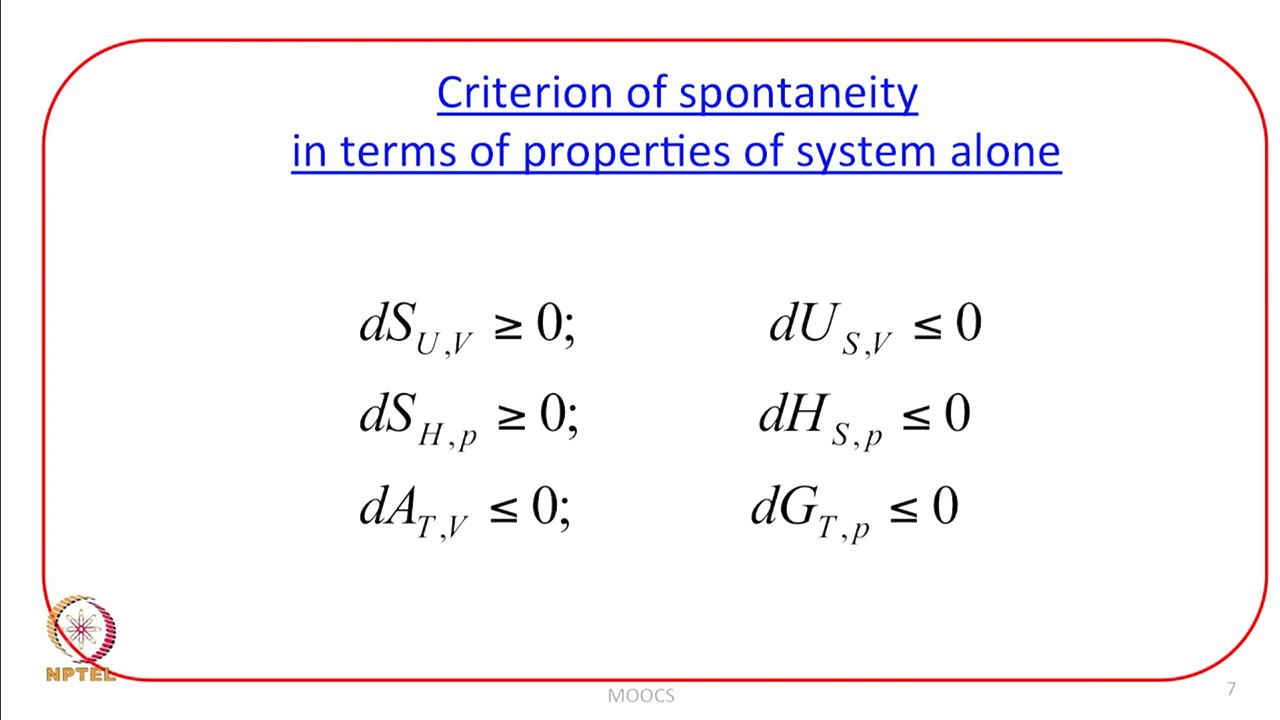 Criterion of spontaneity
in terms of properties of system alone
dS_{U,V} ≥ 0; dU_{S,V} ≤ 0
dS_{H,p} ≥ 0; dH_{S,p} ≤ 0
dA_{T,V} ≤ 0; dG_{T,p} ≤ 0
NPTEL
MOOCS
7